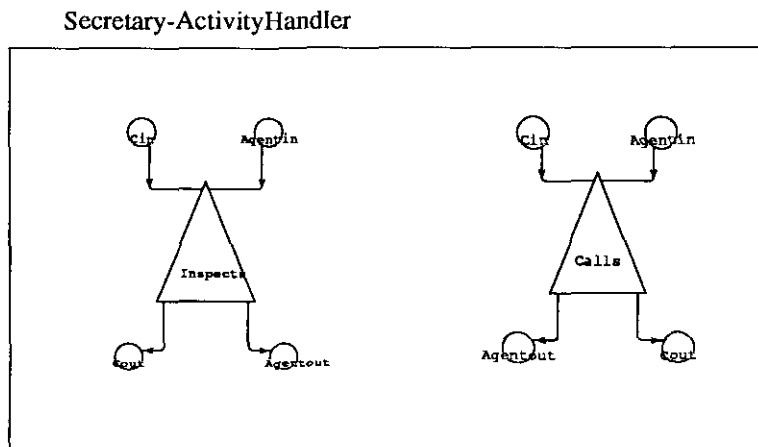 Secretary-ActivityHandler
Cin Agentin Cin Agentin
Inspects Calls
Cout Agentout Agentout Cout